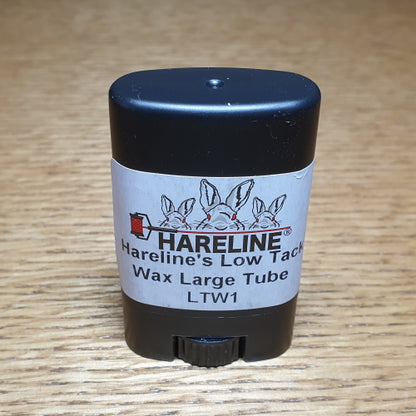 HARELINE®
Hareline's Low Tack
Wax Large Tube
LTW1